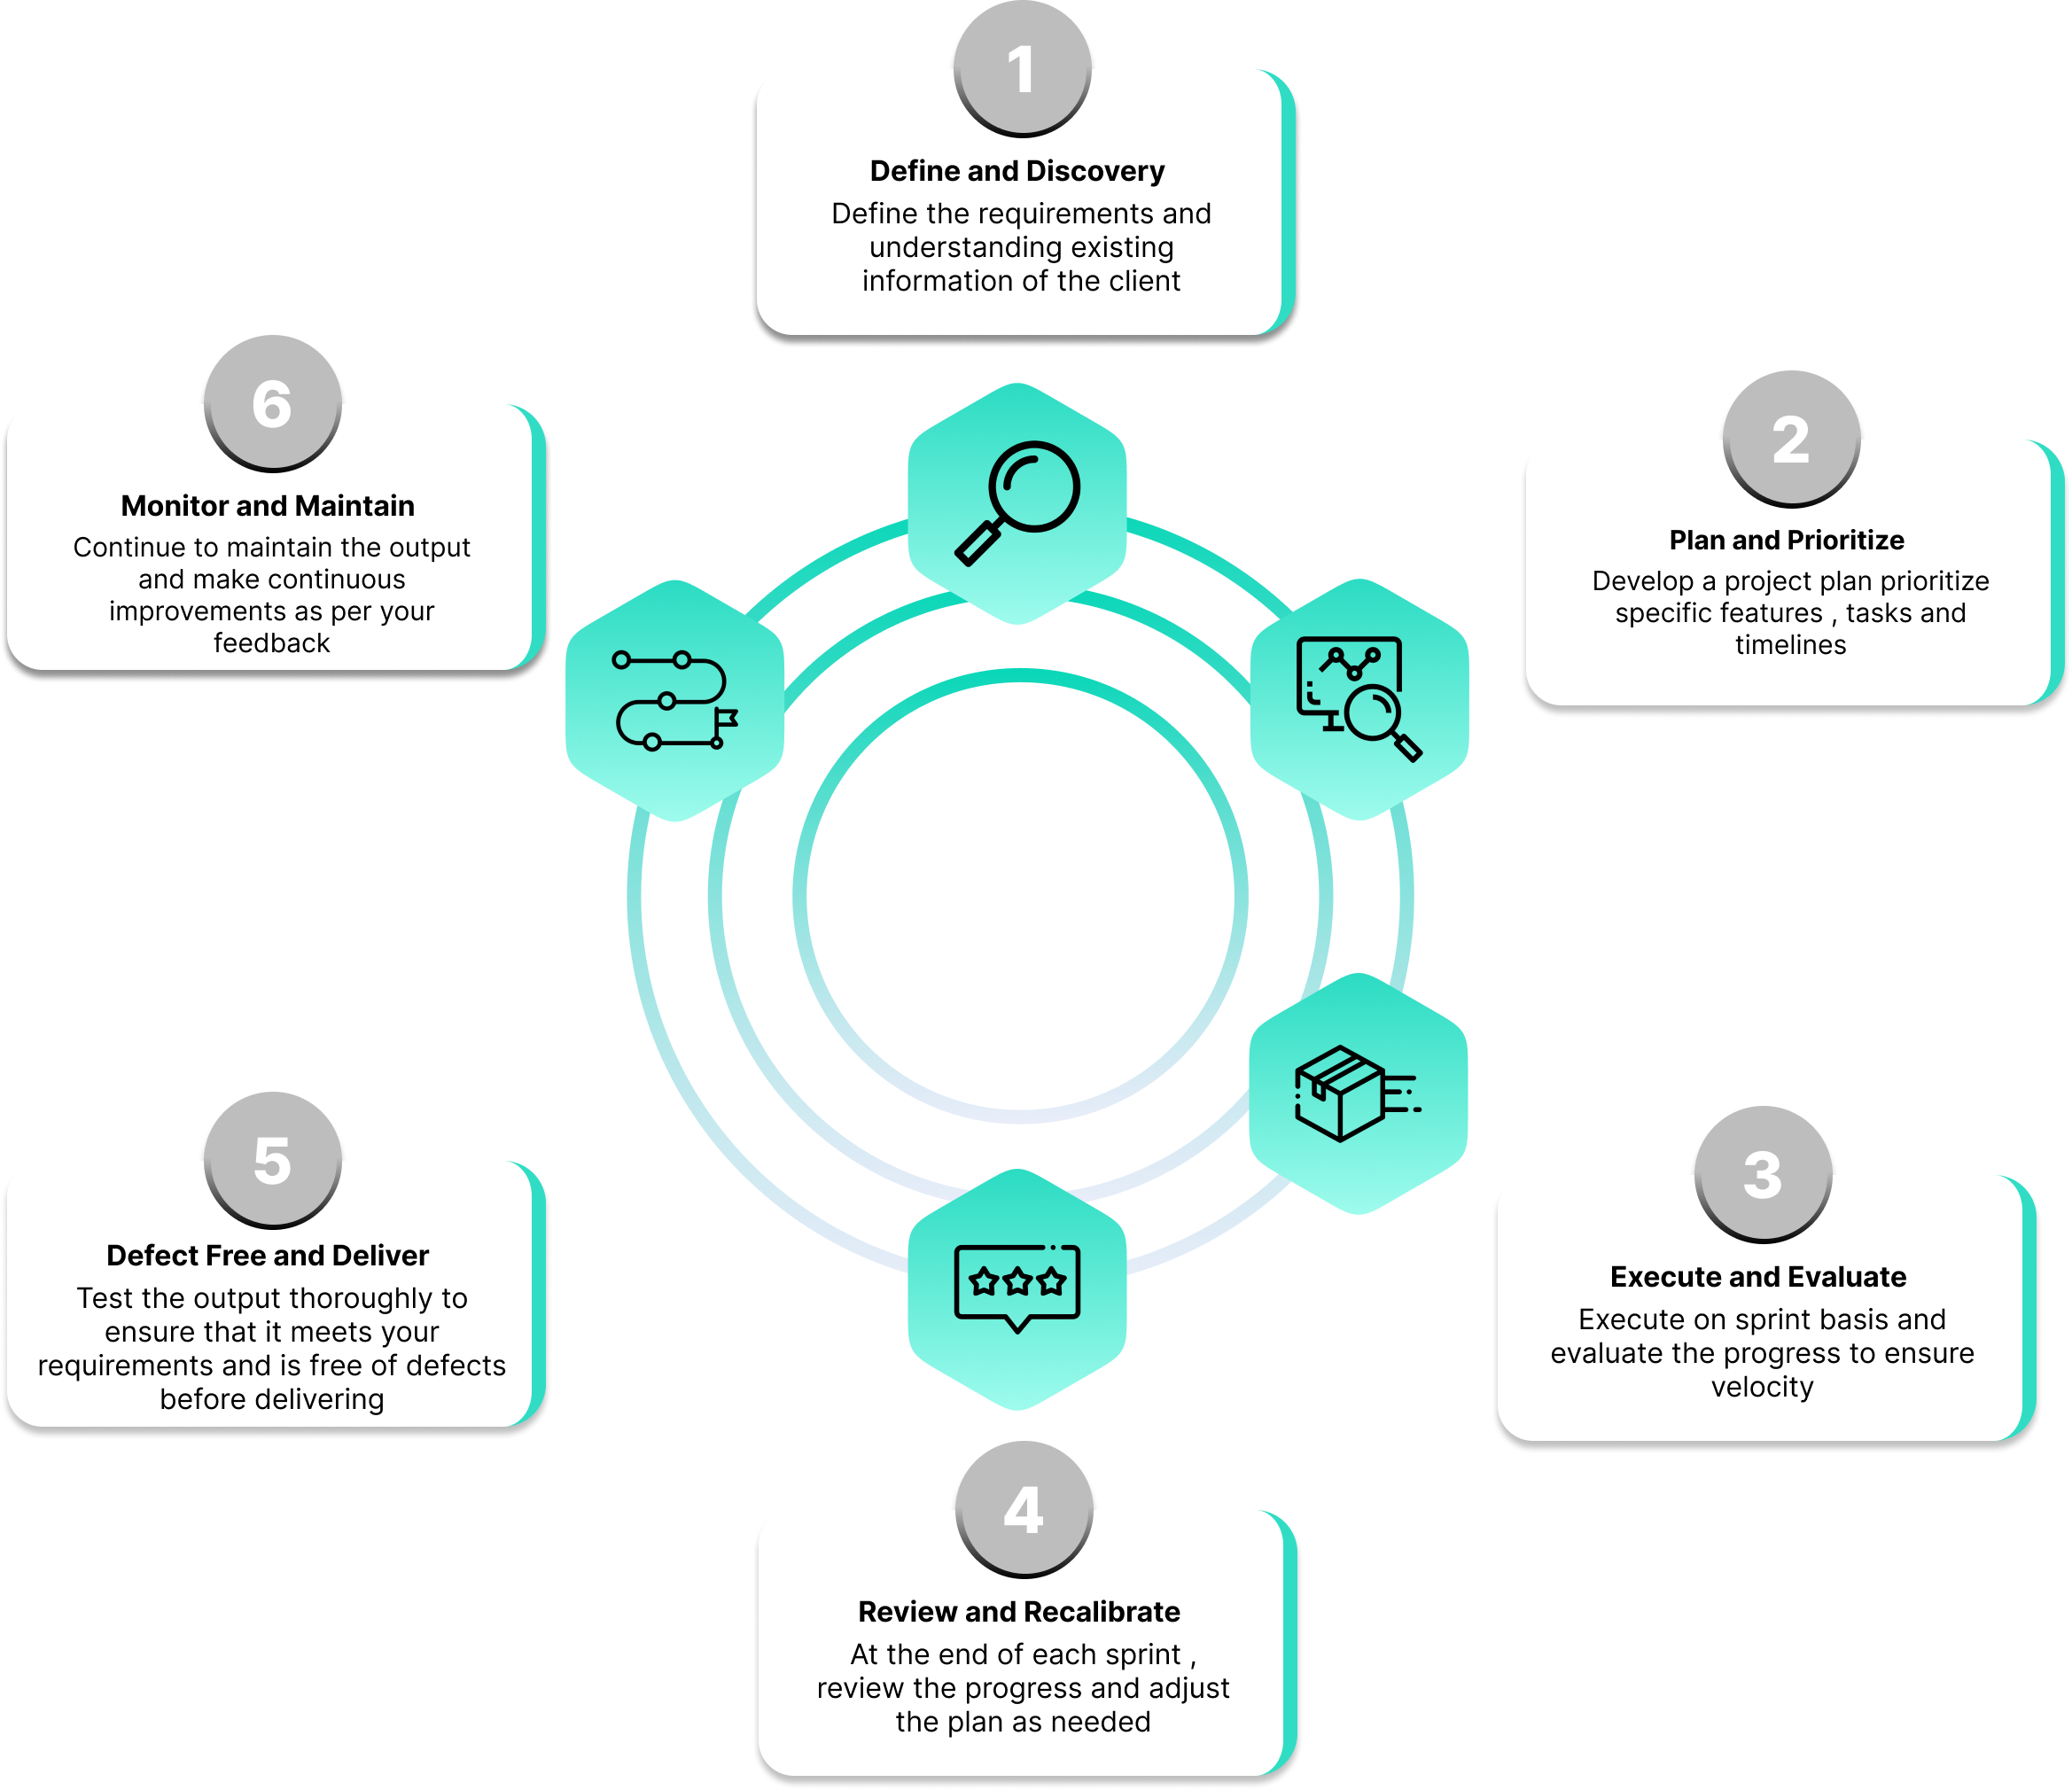 1
Define and Discovery
Define the requirements and
understanding existing
information of the client
2
Plan and Prioritize
Develop a project plan prioritize
specific features , tasks and
timelines
3
Execute and Evaluate
Execute on sprint basis and
evaluate the progress to ensure
velocity
4
Review and Recalibrate
At the end of each sprint ,
review the progress and adjust
the plan as needed
5
Defect Free and Deliver
Test the output thoroughly to
ensure that it meets your
requirements and is free of defects
before delivering
6
Monitor and Maintain
Continue to maintain the output
and make continuous
improvements as per your
feedback